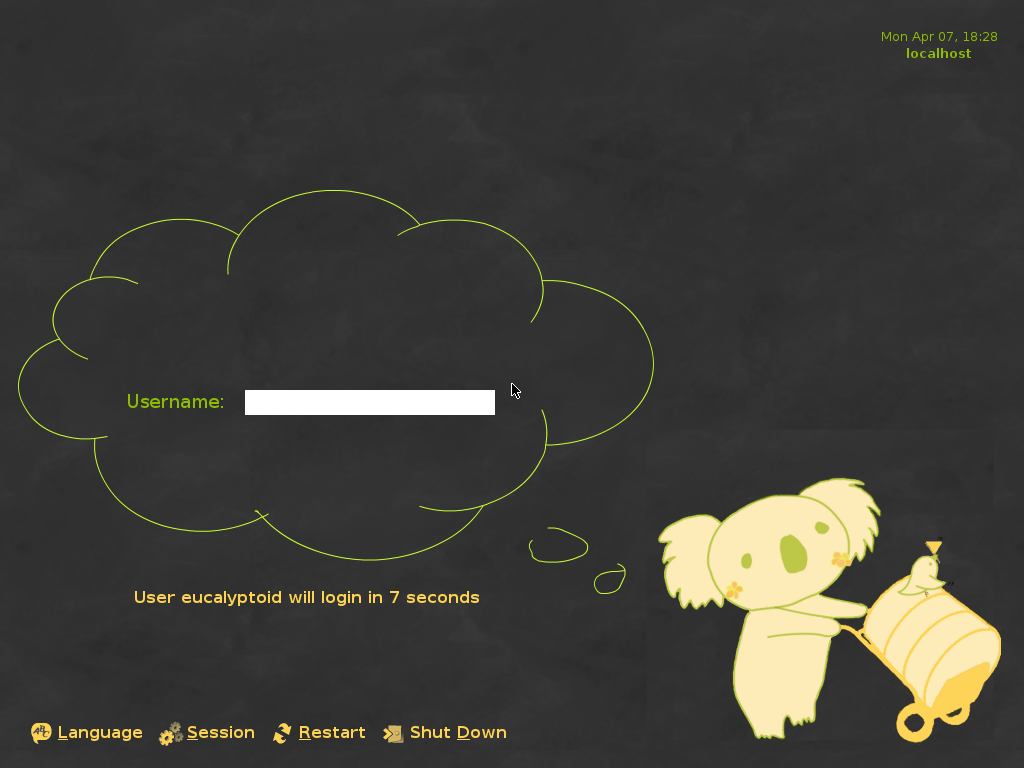 Mon Apr 07, 18:28
localhost
Username:
User eucalyptoid will login in 7 seconds
Language
Session
Restart
Shut Down